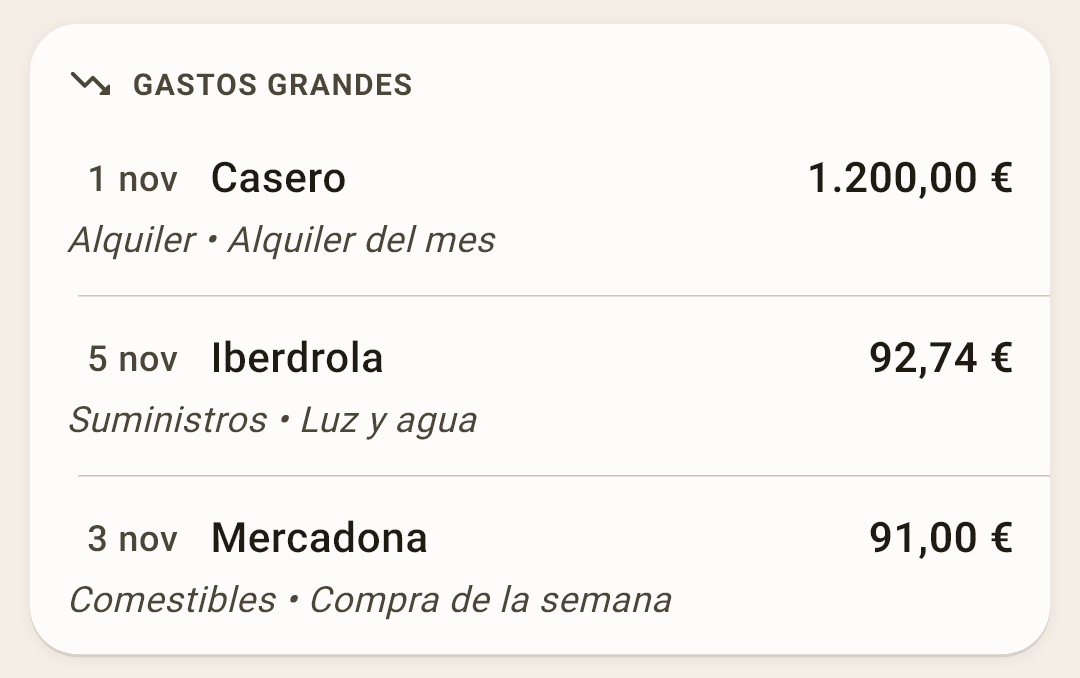 GASTOS GRANDES
1 nov Casero 1.200,00 €
Alquiler • Alquiler del mes
5 nov Iberdrola 92,74 €
Suministros • Luz y agua
3 nov Mercadona 91,00 €
Comestibles • Compra de la semana